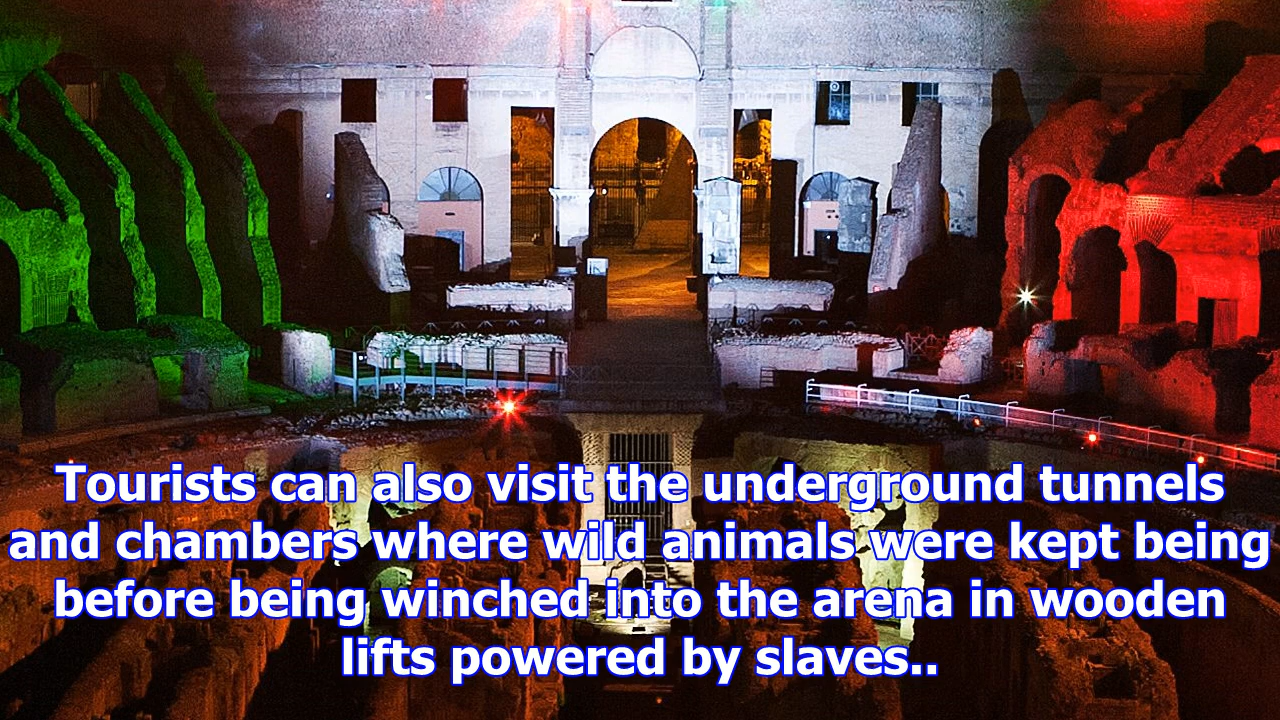 Tourists can also visit the underground tunnels
and chambers where wild animals were kept being
before being winched into the arena in wooden
lifts powered by slaves..